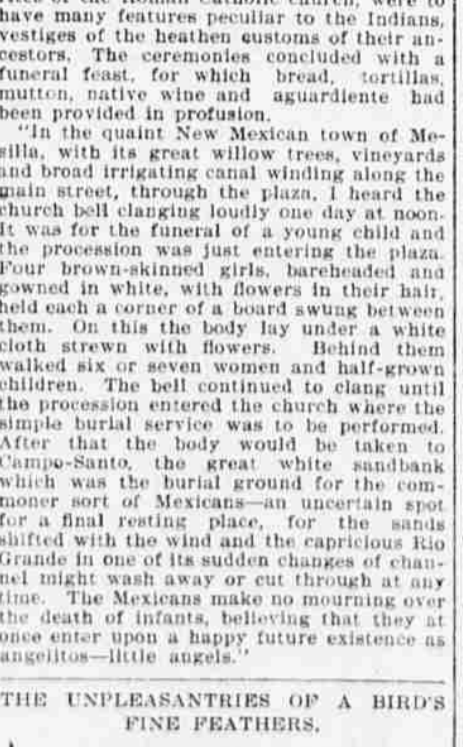 have many features peculiar to the Indians,
vestiges of the heathen customs of their an-
cestors. The ceremonies concluded with a
funeral feast, for which bread, tortillas,
mutton, native wine and aguardiente had
been provided in profusion.
"In the quaint New Mexican town of Me-
silla, with its great willow trees, vineyards
and broad irrigating canal winding along the
main street, through the plaza, I heard the
church bell clanging loudly one day at noon.
It was for the funeral of a young child and
the procession was just entering the plaza.
Four brown-skinned girls, bareheaded and
gowned in white, with flowers in their hair,
held each a corner of a board swung between
them. On this the body lay under a white
cloth strewn with flowers. Behind them
walked six or seven women and half-grown
children. The bell continued to clang until
the procession entered the church where the
simple burial service was to be performed.
After that the body would be taken to
Campo-Santo, the great white sandbank
which was the burial ground for the com-
moner sort of Mexicans—an uncertain spot
for a final resting place, for the sands
shifted with the wind and the capricious Rio
Grande in one of its sudden changes of chan-
nel might wash away or cut through at any
time. The Mexicans make no mourning over
the death of infants, believing that they at
once enter upon a happy future existence as
angelitos—little angels."
THE UNPLEASANTRIES OF A BIRD'S
FINE FEATHERS.